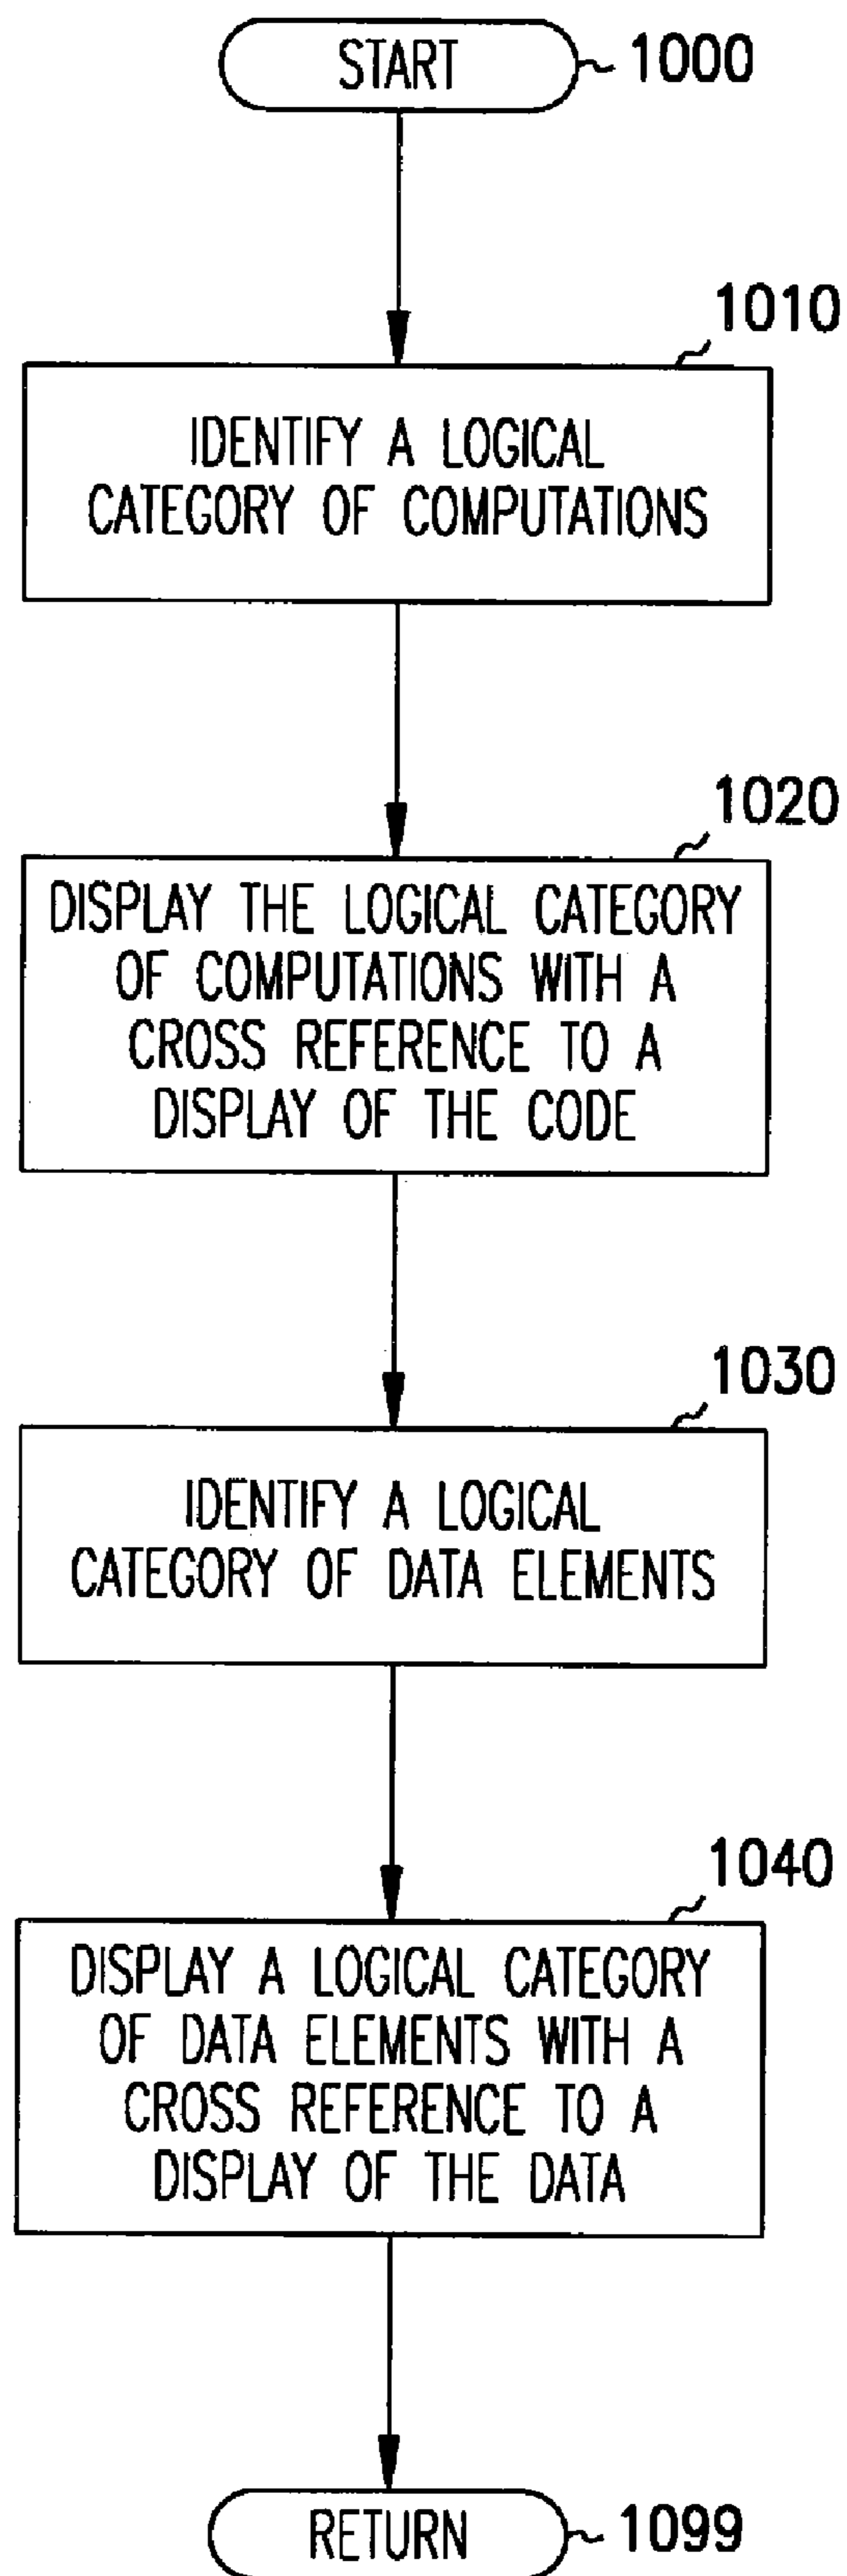 START
1000
1010
IDENTIFY A LOGICAL
CATEGORY OF COMPUTATIONS
1020
DISPLAY THE LOGICAL CATEGORY
OF COMPUTATIONS WITH A
CROSS REFERENCE TO A
DISPLAY OF THE CODE
1030
IDENTIFY A LOGICAL
CATEGORY OF DATA ELEMENTS
1040
DISPLAY A LOGICAL CATEGORY
OF DATA ELEMENTS WITH A
CROSS REFERENCE TO A
DISPLAY OF THE DATA
RETURN
1099